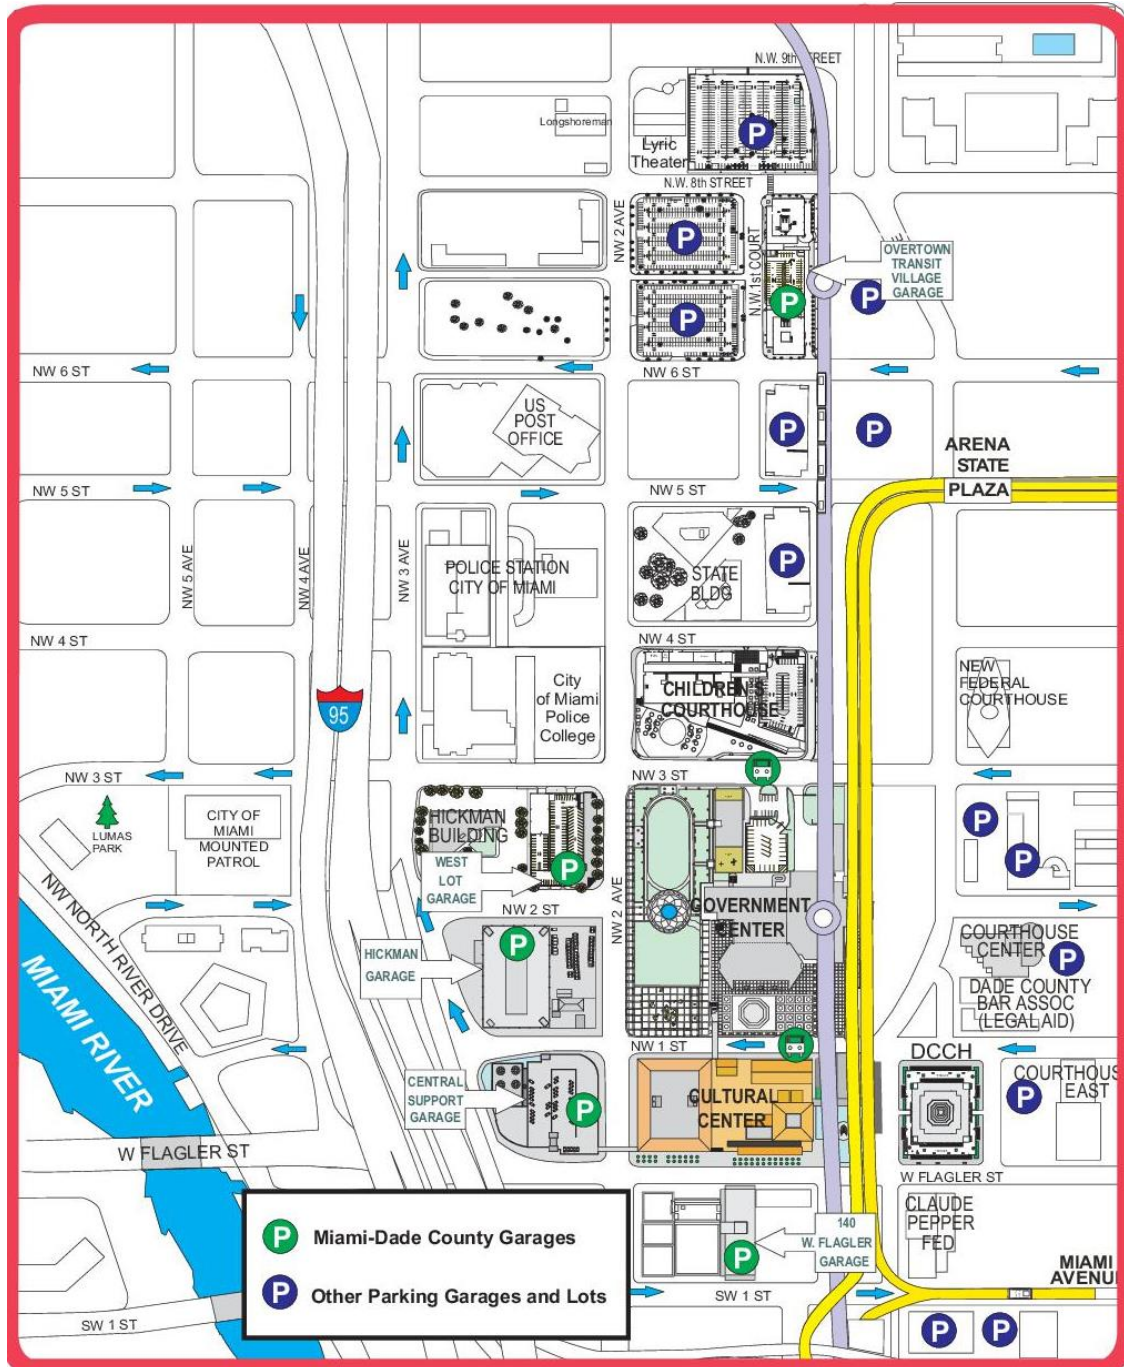 N.W. 9th STREET
Longshoreman
Lyric
Theater
P
N.W. 8th STREET
NW 2 AVE
P
N.W. 1st COURT
OVERTOWN
TRANSIT
VILLAGE
GARAGE
P
P
P
NW 6 ST
NW 6 ST
US
POST
OFFICE
P
P
ARENA
STATE
PLAZA
NW 5 ST
NW 5 ST
NW 5 AVE
NW 4 AVE
NW 3 AVE
POLICE STATION
CITY OF MIAMI
STATE
BLDG
P
NW 4 ST
NW 4 ST
95
City
of Miami
Police
College
CHILDREN'S
COURTHOUSE
NEW
FEDERAL
COURTHOUSE
NW 3 ST
NW 3 ST
LUMAS
PARK
CITY OF
MIAMI
MOUNTED
PATROL
HICKMAN
BUILDING
P
WEST
LOT
GARAGE
P
P
NW 2 ST
NW 2 AVE
GOVERNMENT
CENTER
NW NORTH RIVER DRIVE
MIAMI RIVER
HICKMAN
GARAGE
P
COURTHOUSE
CENTER
P
DADE COUNTY
BAR ASSOC
(LEGAL AID)
NW 1 ST
DCCH
CENTRAL
SUPPORT
GARAGE
P
CULTURAL
CENTER
COURTHOUS
EAST
P
W FLAGLER ST
W FLAGLER ST
140
W. FLAGLER
GARAGE
P
CLAUDE
PEPPER
FED
MIAMI
AVENU
SW 1 ST
SW 1 ST
P
P
P Miami-Dade County Garages
P Other Parking Garages and Lots